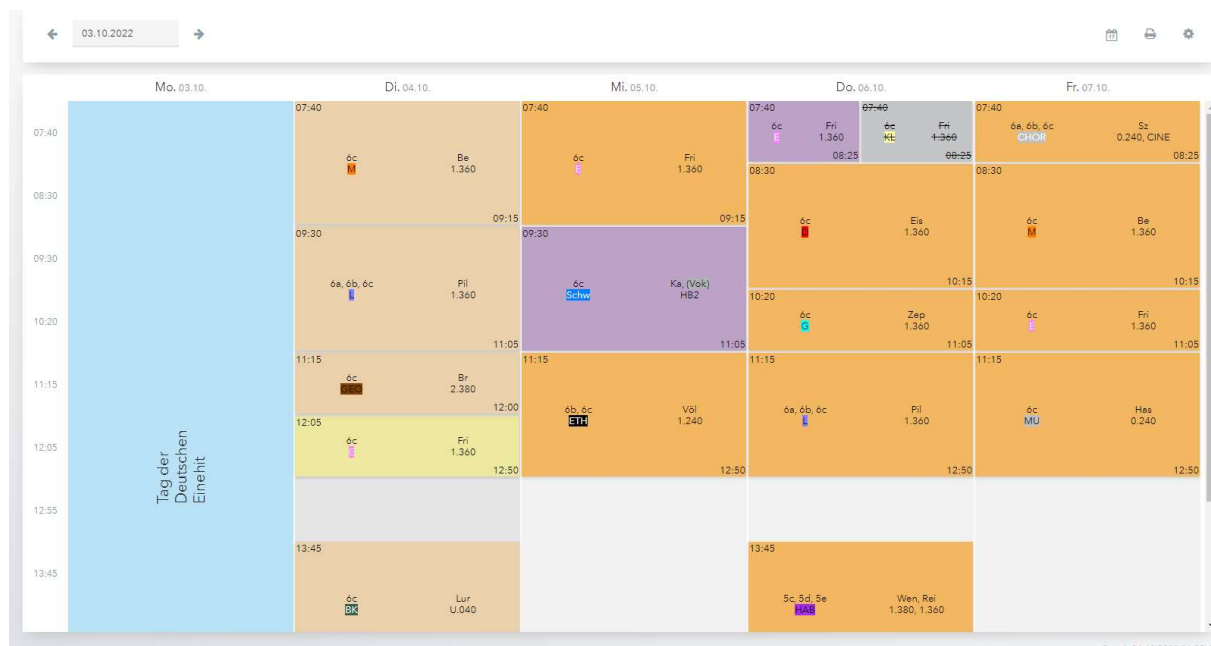 03.10.2022
Mo. 03.10.
Di. 04.10.
Mi. 05.10.
Do. 06.10.
Fr. 07.10.
07:40
08:30
09:30
10:20
11:15
12:05
12:55
13:45
Tag der
Deutschen
Einehit
07:40
6c Be
M 1.360
09:15
09:30
6a, 6b, 6c Pil
L 1.360
11:05
11:15
6c Br
GEO 2.380
12:00
12:05
6c Fri
E 1.360
12:50
13:45
6c Lur
BK U.040
07:40
6c Fri
E 1.360
09:15
09:30
6c Ka, (Vok)
Schw HB2
11:05
11:15
6b, 6c Völ
ETH 1.240
12:50
07:40
6c Fri
E 1.360
08:25
07:40
6c Fri
KL 1.360
08:25
08:30
6c Eis
D 1.360
10:15
10:20
6c Zep
G 1.360
11:05
11:15
6a, 6b, 6c Pil
L 1.360
12:50
13:45
5c, 5d, 5e Wen, Rei
HAB 1.380, 1.360
07:40
6a, 6b, 6c Sz
CHOR 0.240, CINE
08:25
08:30
6c Be
M 1.360
10:15
10:20
6c Fri
E 1.360
11:05
11:15
6c Has
MU 0.240
12:50